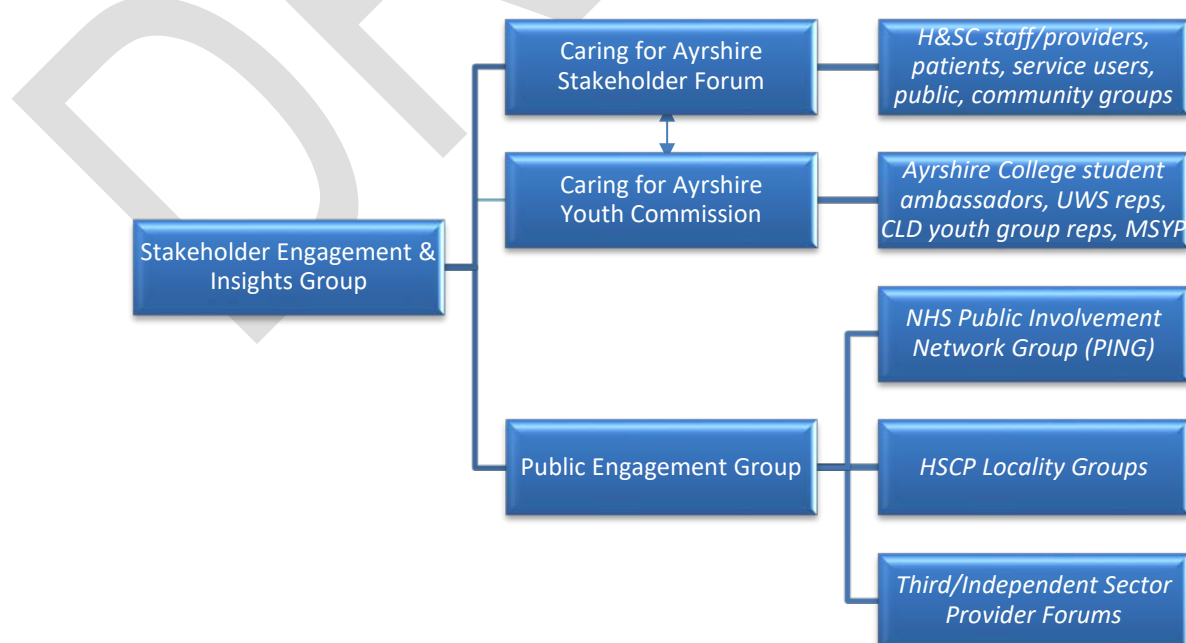 Caring for Ayrshire
Stakeholder Forum
H&SC staff/providers,
patients, service users,
public, community groups
Caring for Ayrshire
Youth Commission
Ayrshire College student
ambassadors, UWS reps,
CLD youth group reps, MSYP
Stakeholder Engagement &
Insights Group
NHS Public Involvement
Network Group (PING)
Public Engagement Group
HSCP Locality Groups
Third/Independent Sector
Provider Forums